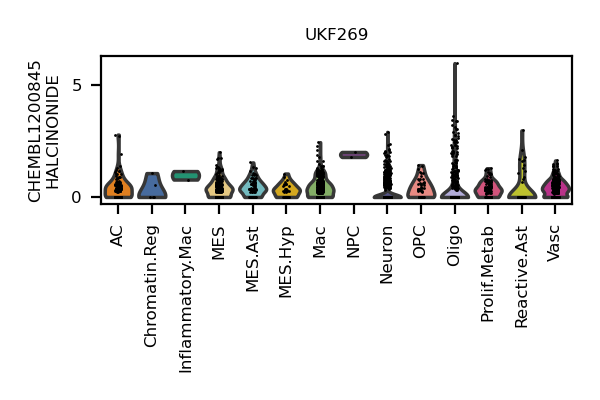 UKF269
CHEMBL1200845
HALCINONIDE
5
0
AC
Chromatin.Reg
Inflammatory.Mac
MES
MES.Ast
MES.Hyp
Mac
NPC
Neuron
OPC
Oligo
Prolif.Metab
Reactive.Ast
Vasc